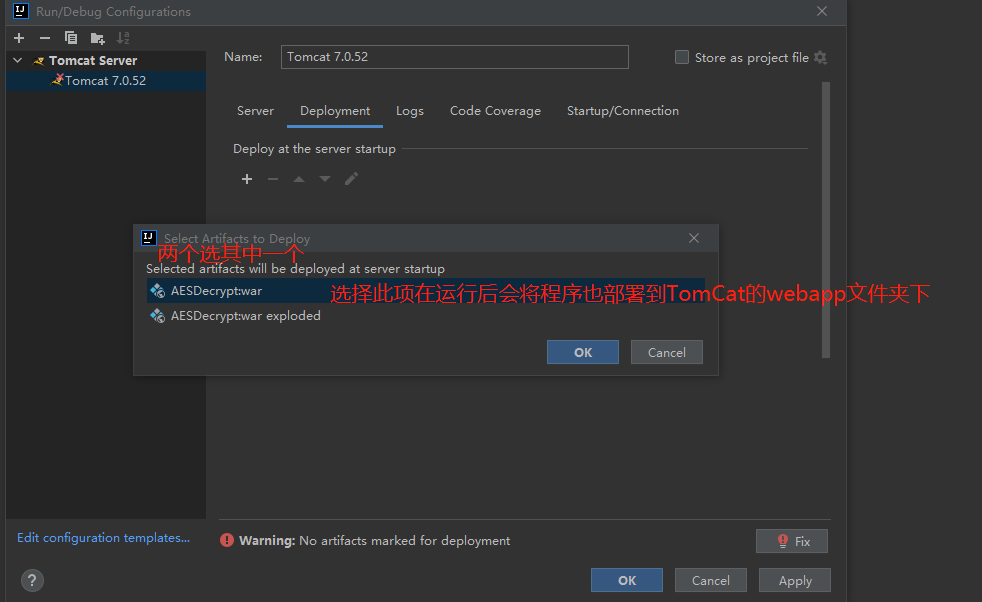 Run/Debug Configurations
Tomcat Server
Tomcat 7.0.52
Name: Tomcat 7.0.52
Store as project file
Server Deployment Logs Code Coverage Startup/Connection
Deploy at the server startup
Select Artifacts to Deploy
两个选其中一个
Selected artifacts will be deployed at server startup
AESDecrypt:war
选择此项在运行后会将程序也部署到TomCat的webapp文件夹下
AESDecrypt:war exploded
OK Cancel
Edit configuration templates...
Warning: No artifacts marked for deployment
Fix
?
OK Cancel Apply